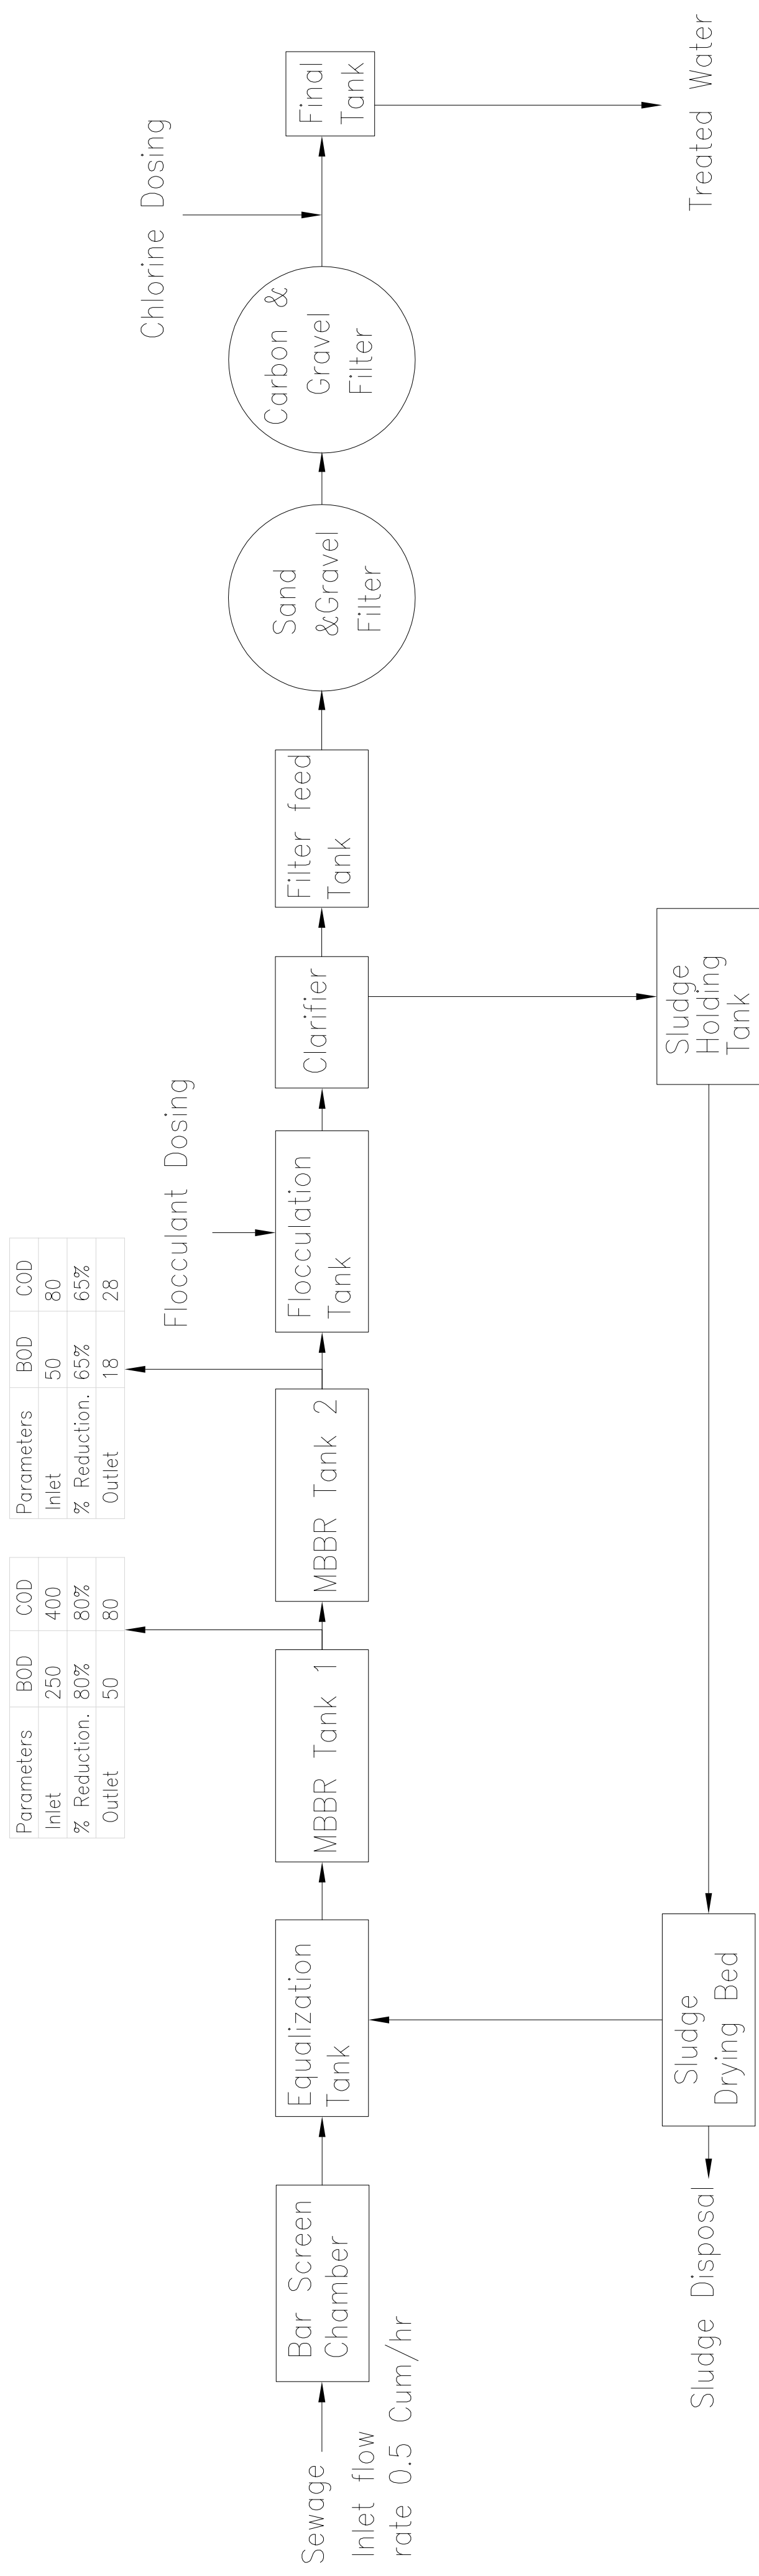 Parameters BOD COD
Inlet 250 400
% Reduction. 80% 80%
Outlet 50 80
Parameters BOD COD
Inlet 50 80
% Reduction. 65% 65%
Outlet 18 28
Flocculant Dosing
Chlorine Dosing
Sewage
Inlet flow
rate 0.5 Cum/hr
Bar Screen
Chamber
Equalization
Tank
MBBR Tank 1
MBBR Tank 2
Flocculation
Tank
Clarifier
Filter feed
Tank
Sand
&Gravel
Filter
Carbon &
Gravel
Filter
Final
Tank
Sludge Disposal
Sludge
Drying Bed
Sludge
Holding
Tank
Treated Water